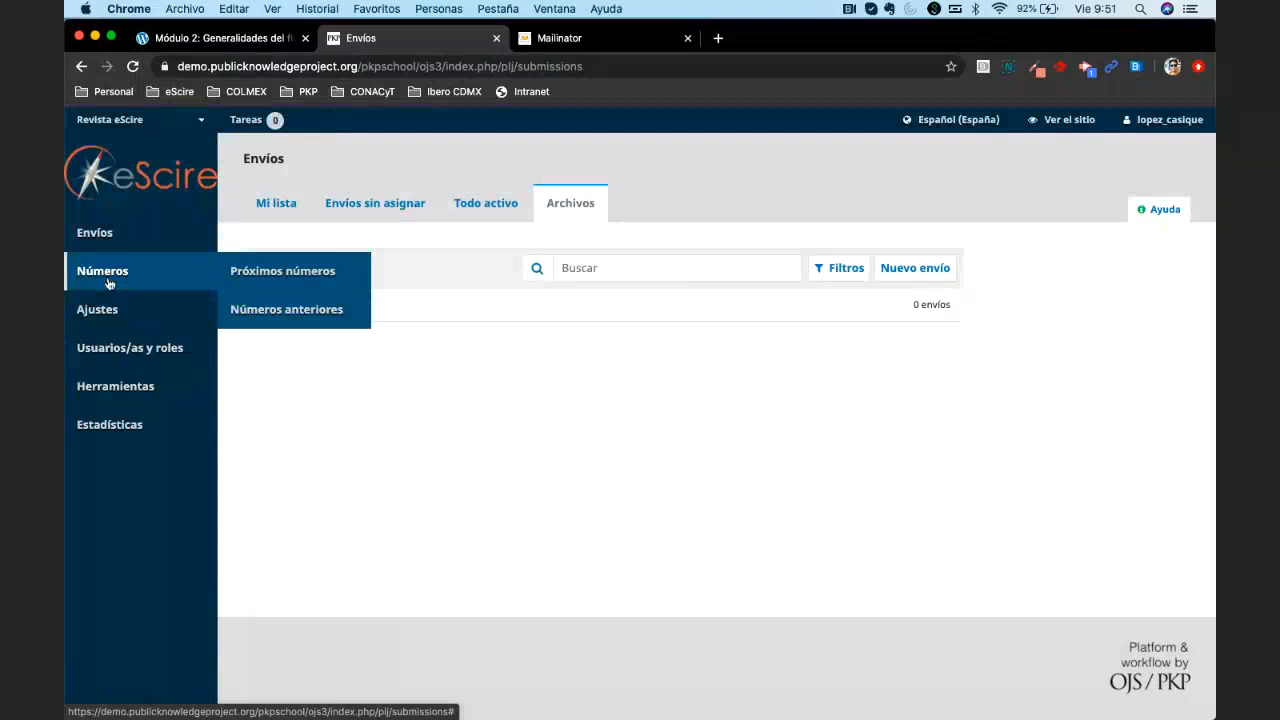 Chrome Archivo Editar Ver Historial Favoritos Personas Pestaña Ventana Ayuda 92% Vie 9:51
Módulo 2: Generalidades del fl PKP Envíos Mailinator
demo.publicknowledgeproject.org/pkpschool/ojs3/index.php/plj/submissions
Personal eScire COLMEX PKP CONACyT Ibero CDMX Intranet
Revista eScire Tareas 0 Español (España) Ver el sitio lopez_casique
Envíos
eScire
Mi lista Envíos sin asignar Todo activo Archivos
Ayuda
Envíos
Números Próximos números Buscar Filtros Nuevo envío
Ajustes Números anteriores 0 envíos
Usuarios/as y roles
Herramientas
Estadísticas
Platform &
workflow by
OJS / PKP
https://demo.publicknowledgeproject.org/pkpschool/ojs3/index.php/plj/submissions#